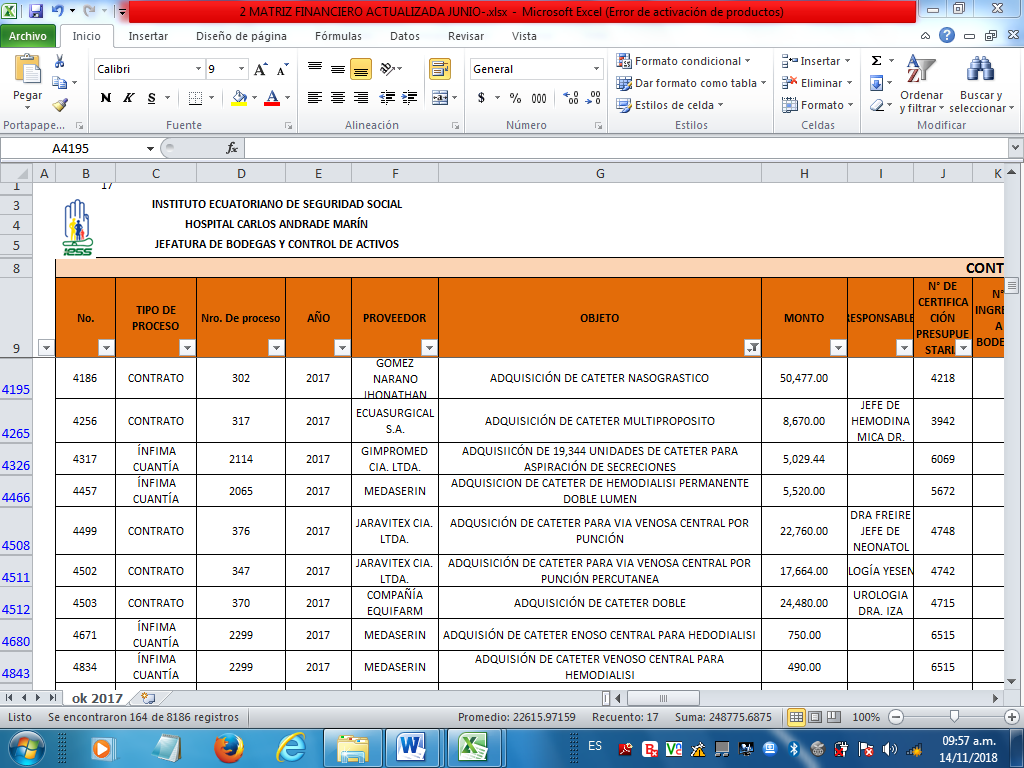 2 MATRIZ FINANCIERO ACTUALIZADA JUNIO-.xlsx - Microsoft Excel (Error de activación de productos)
Archivo Inicio Insertar Diseño de página Fórmulas Datos Revisar Vista
Pegar
Calibri 9
General
Formato condicional
Dar formato como tabla
Estilos de celda
Insertar
Eliminar
Formato
Ordenar y filtrar
Buscar y seleccionar
N K S
$ % 000
Portapape... Fuente Alineación Número Estilos Celdas Modificar
A4195 fx
A B C D E F G H I J K
1 17
3 INSTITUTO ECUATORIANO DE SEGURIDAD SOCIAL
4 HOSPITAL CARLOS ANDRADE MARÍN
5 JEFATURA DE BODEGAS Y CONTROL DE ACTIVOS
iess
8 CONT
9 No. TIPO DE PROCESO Nro. De proceso AÑO PROVEEDOR OBJETO MONTO RESPONSABLE N° DE CERTIFICACIÓN PRESUPUESTARI N° INGRE A BODE
4195 4186 CONTRATO 302 2017 GOMEZ NARANO JHONATHAN ADQUISICIÓN DE CATETER NASOGRASTICO 50,477.00 4218
4265 4256 CONTRATO 317 2017 ECUASURGICAL S.A. ADQUISICIÓN DE CATETER MULTIPROPOSITO 8,670.00 JEFE DE HEMODINAMICA DR. 3942
4326 4317 ÍNFIMA CUANTÍA 2114 2017 GIMPROMED CIA. LTDA. ADQUISIICÓN DE 19,344 UNIDADES DE CATETER PARA ASPIRACIÓN DE SECRECIONES 5,029.44 6069
4466 4457 ÍNFIMA CUANTÍA 2065 2017 MEDASERIN ADQUISICION DE CATETER DE HEMODIALISI PERMANENTE DOBLE LUMEN 5,520.00 5672
4508 4499 CONTRATO 376 2017 JARAVITEX CIA. LTDA. ADQUSICIÓN DE CATETER PARA VIA VENOSA CENTRAL POR PUNCIÓN 22,760.00 DRA FREIRE JEFE DE NEONATOL 4748
4511 4502 CONTRATO 347 2017 JARAVITEX CIA. LTDA. ADQUISICIÓN DE CATETER PARA VIA VENOSA CENTRAL POR PUNCIÓN PERCUTANEA 17,664.00 LOGÍA YESEN 4742
4512 4503 CONTRATO 370 2017 COMPAÑÍA EQUIFARM ADQUISICIÓN DE CATETER DOBLE 24,480.00 UROLOGIA DRA. IZA 4715
4680 4671 ÍNFIMA CUANTÍA 2299 2017 MEDASERIN ADQUISIÓN DE CATETER ENOSO CENTRAL PARA HEDODIALISI 750.00 6515
4843 4834 ÍNFIMA CUANTÍA 2299 2017 MEDASERIN ADQUISIÓN DE CATETER VENOSO CENTRAL PARA HEMODIALISI 490.00 6515
ok 2017
Listo Se encontraron 164 de 8186 registros Promedio: 22615.97159 Recuento: 17 Suma: 248775.6875 100%
ES 09:57 a.m.
14/11/2018